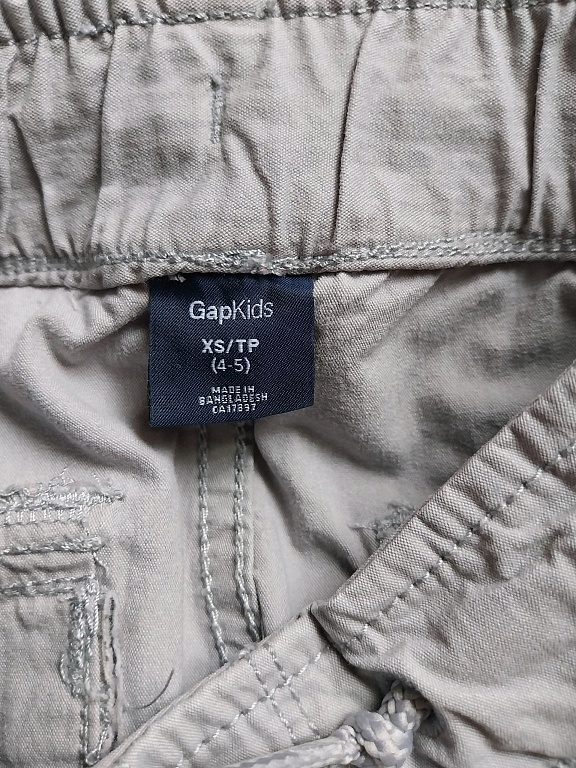 GapKids
XS/TP
(4-5)
MADE IN
BANGLADESH
CA17897